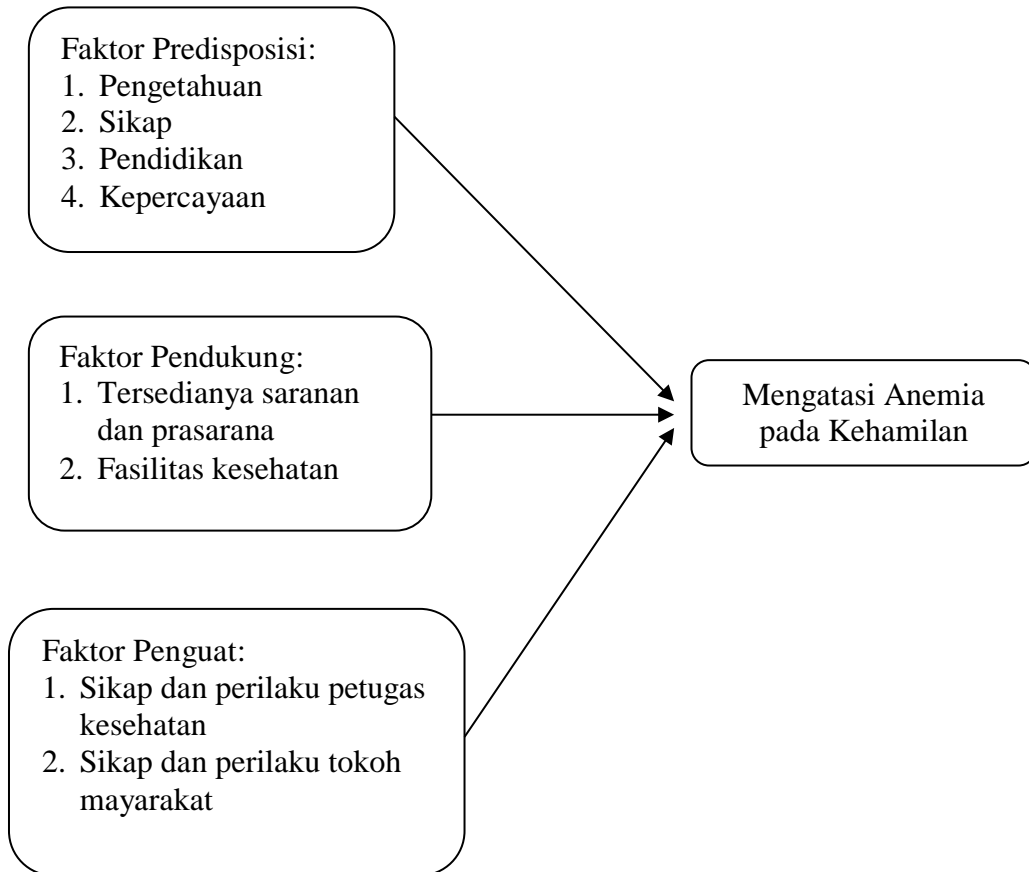 Faktor Predisposisi:
1. Pengetahuan
2. Sikap
3. Pendidikan
4. Kepercayaan
Faktor Pendukung:
1. Tersedianya saranan
dan prasarana
2. Fasilitas kesehatan
Mengatasi Anemia
pada Kehamilan
Faktor Penguat:
1. Sikap dan perilaku petugas
kesehatan
2. Sikap dan perilaku tokoh
mayarakat